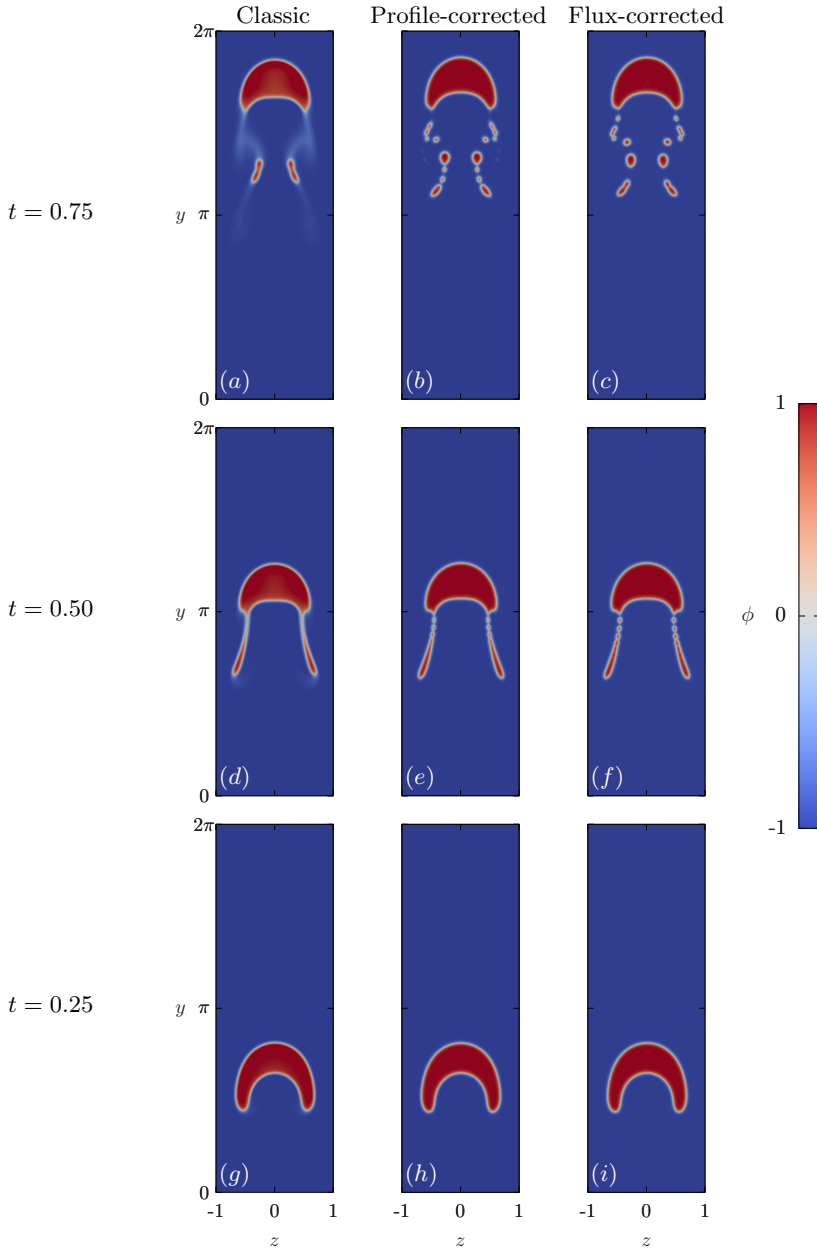 Classic Profile-corrected Flux-corrected
2π
t = 0.75
y π
0
(a) (b) (c)
2π
t = 0.50
y π
0
(d) (e) (f)
1
ϕ 0
-1
2π
t = 0.25
y π
0
(g) (h) (i)
-1 0 1 0 1 -1 0 1
z z z